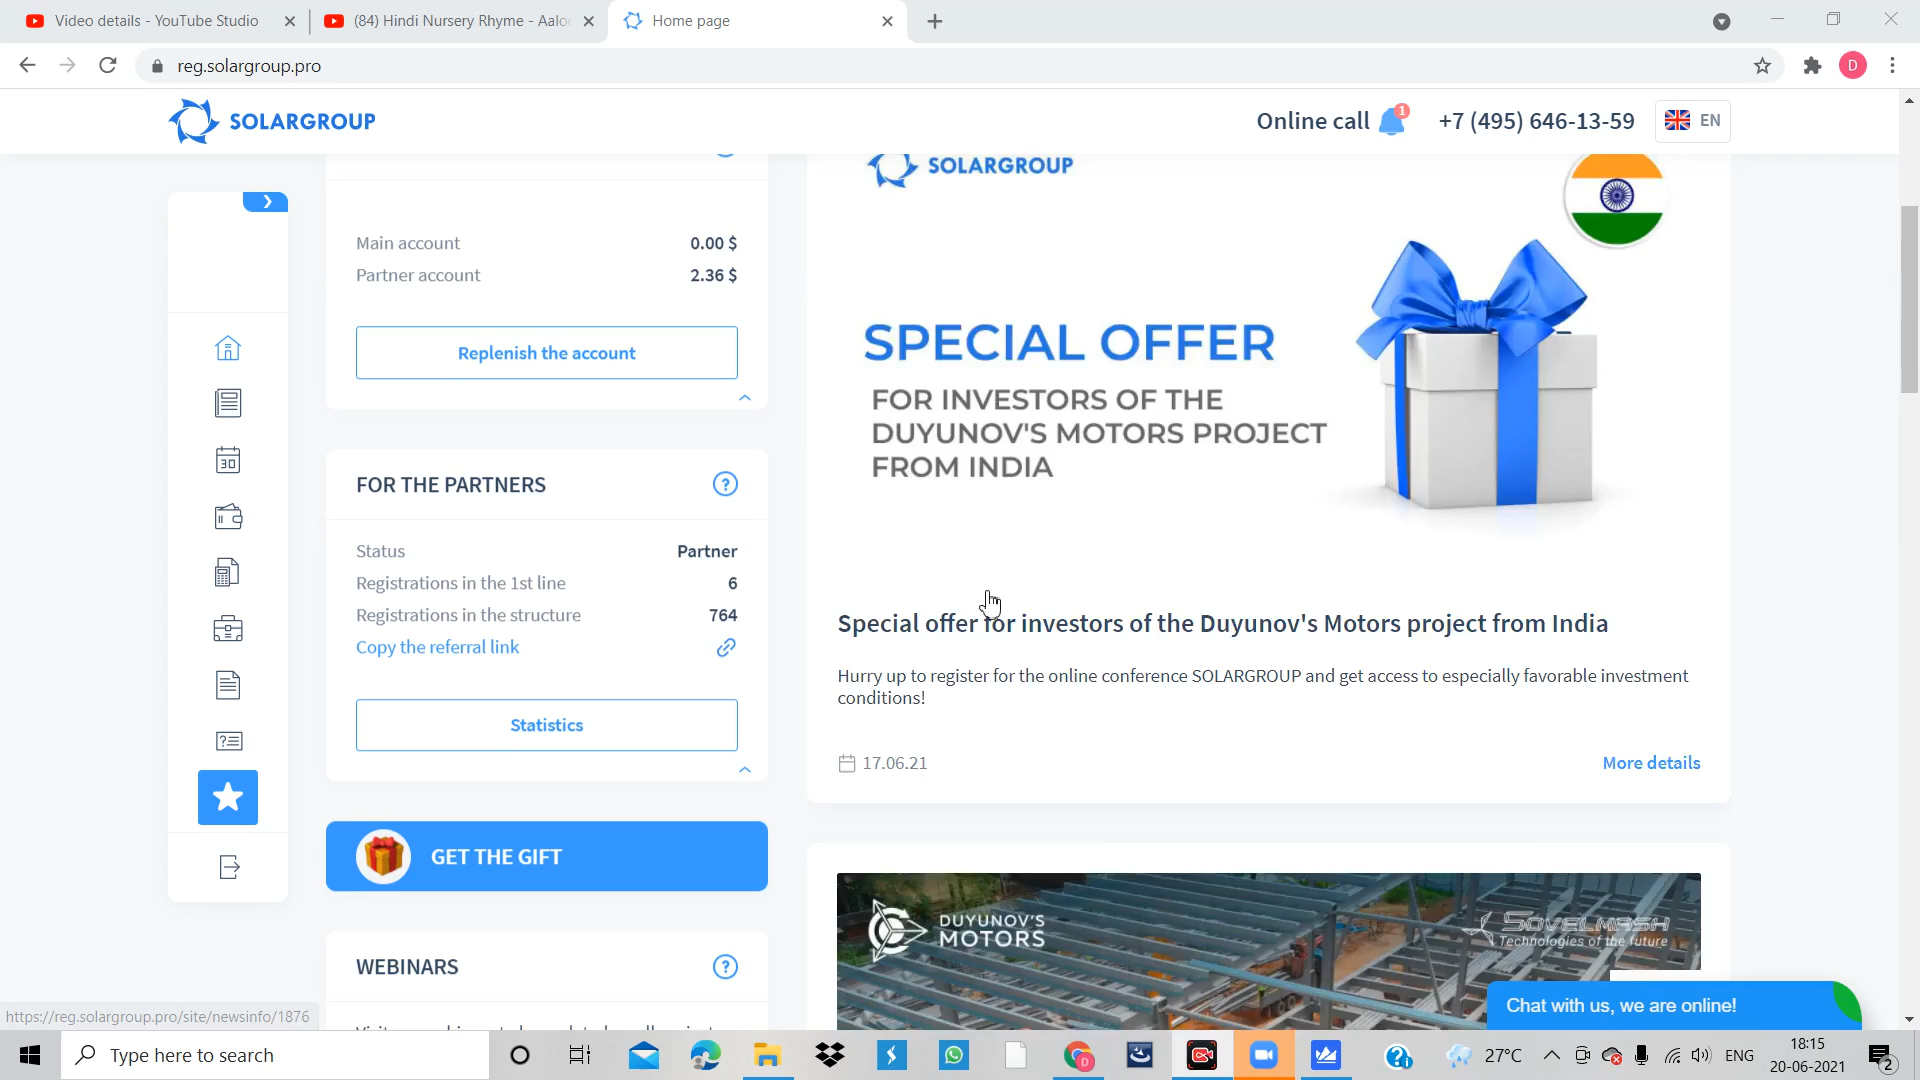 Video details - YouTube Studio
(84) Hindi Nursery Rhyme - Aaloo
Home page
reg.solargroup.pro
D
SOLARGROUP
Online call
1
+7 (495) 646-13-59
EN
Main account
0.00 $
Partner account
2.36 $
Replenish the account
FOR THE PARTNERS
?
Status
Partner
Registrations in the 1st line
6
Registrations in the structure
764
Copy the referral link
Statistics
GET THE GIFT
WEBINARS
?
30
SOLARGROUP
SPECIAL OFFER
FOR INVESTORS OF THE
DUYUNOV'S MOTORS PROJECT
FROM INDIA
Special offer for investors of the Duyunov's Motors project from India
Hurry up to register for the online conference SOLARGROUP and get access to especially favorable investment
conditions!
17.06.21
More details
DUYUNOV'S
MOTORS
SOVELMASH
Technologies of the future
Chat with us, we are online!
https://reg.solargroup.pro/site/newsinfo/1876
Type here to search
27°C
ENG
18:15
20-06-2021
2